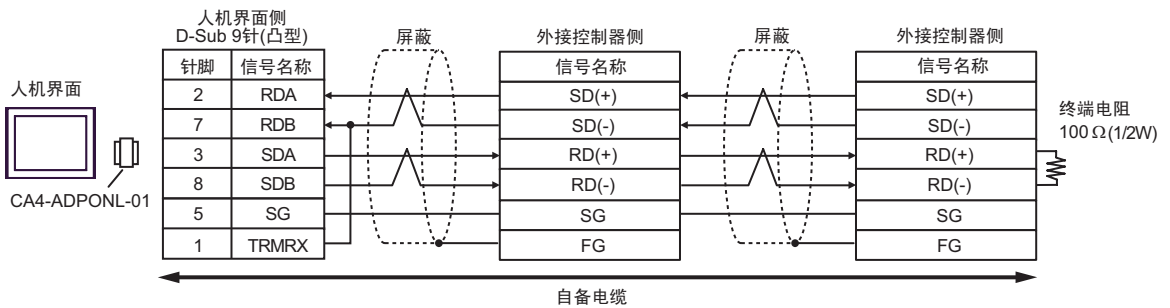 人机界面侧
D-Sub 9针(凸型)
屏蔽
外接控制器侧
屏蔽
外接控制器侧
针脚 信号名称
信号名称
信号名称
人机界面
2 RDA SD(+) SD(+)
终端电阻
100 Ω(1/2W)
7 RDB SD(-) SD(-)
3 SDA RD(+) RD(+)
8 SDB RD(-) RD(-)
CA4-ADPONL-01
5 SG SG SG
1 TRMRX FG FG
自备电缆